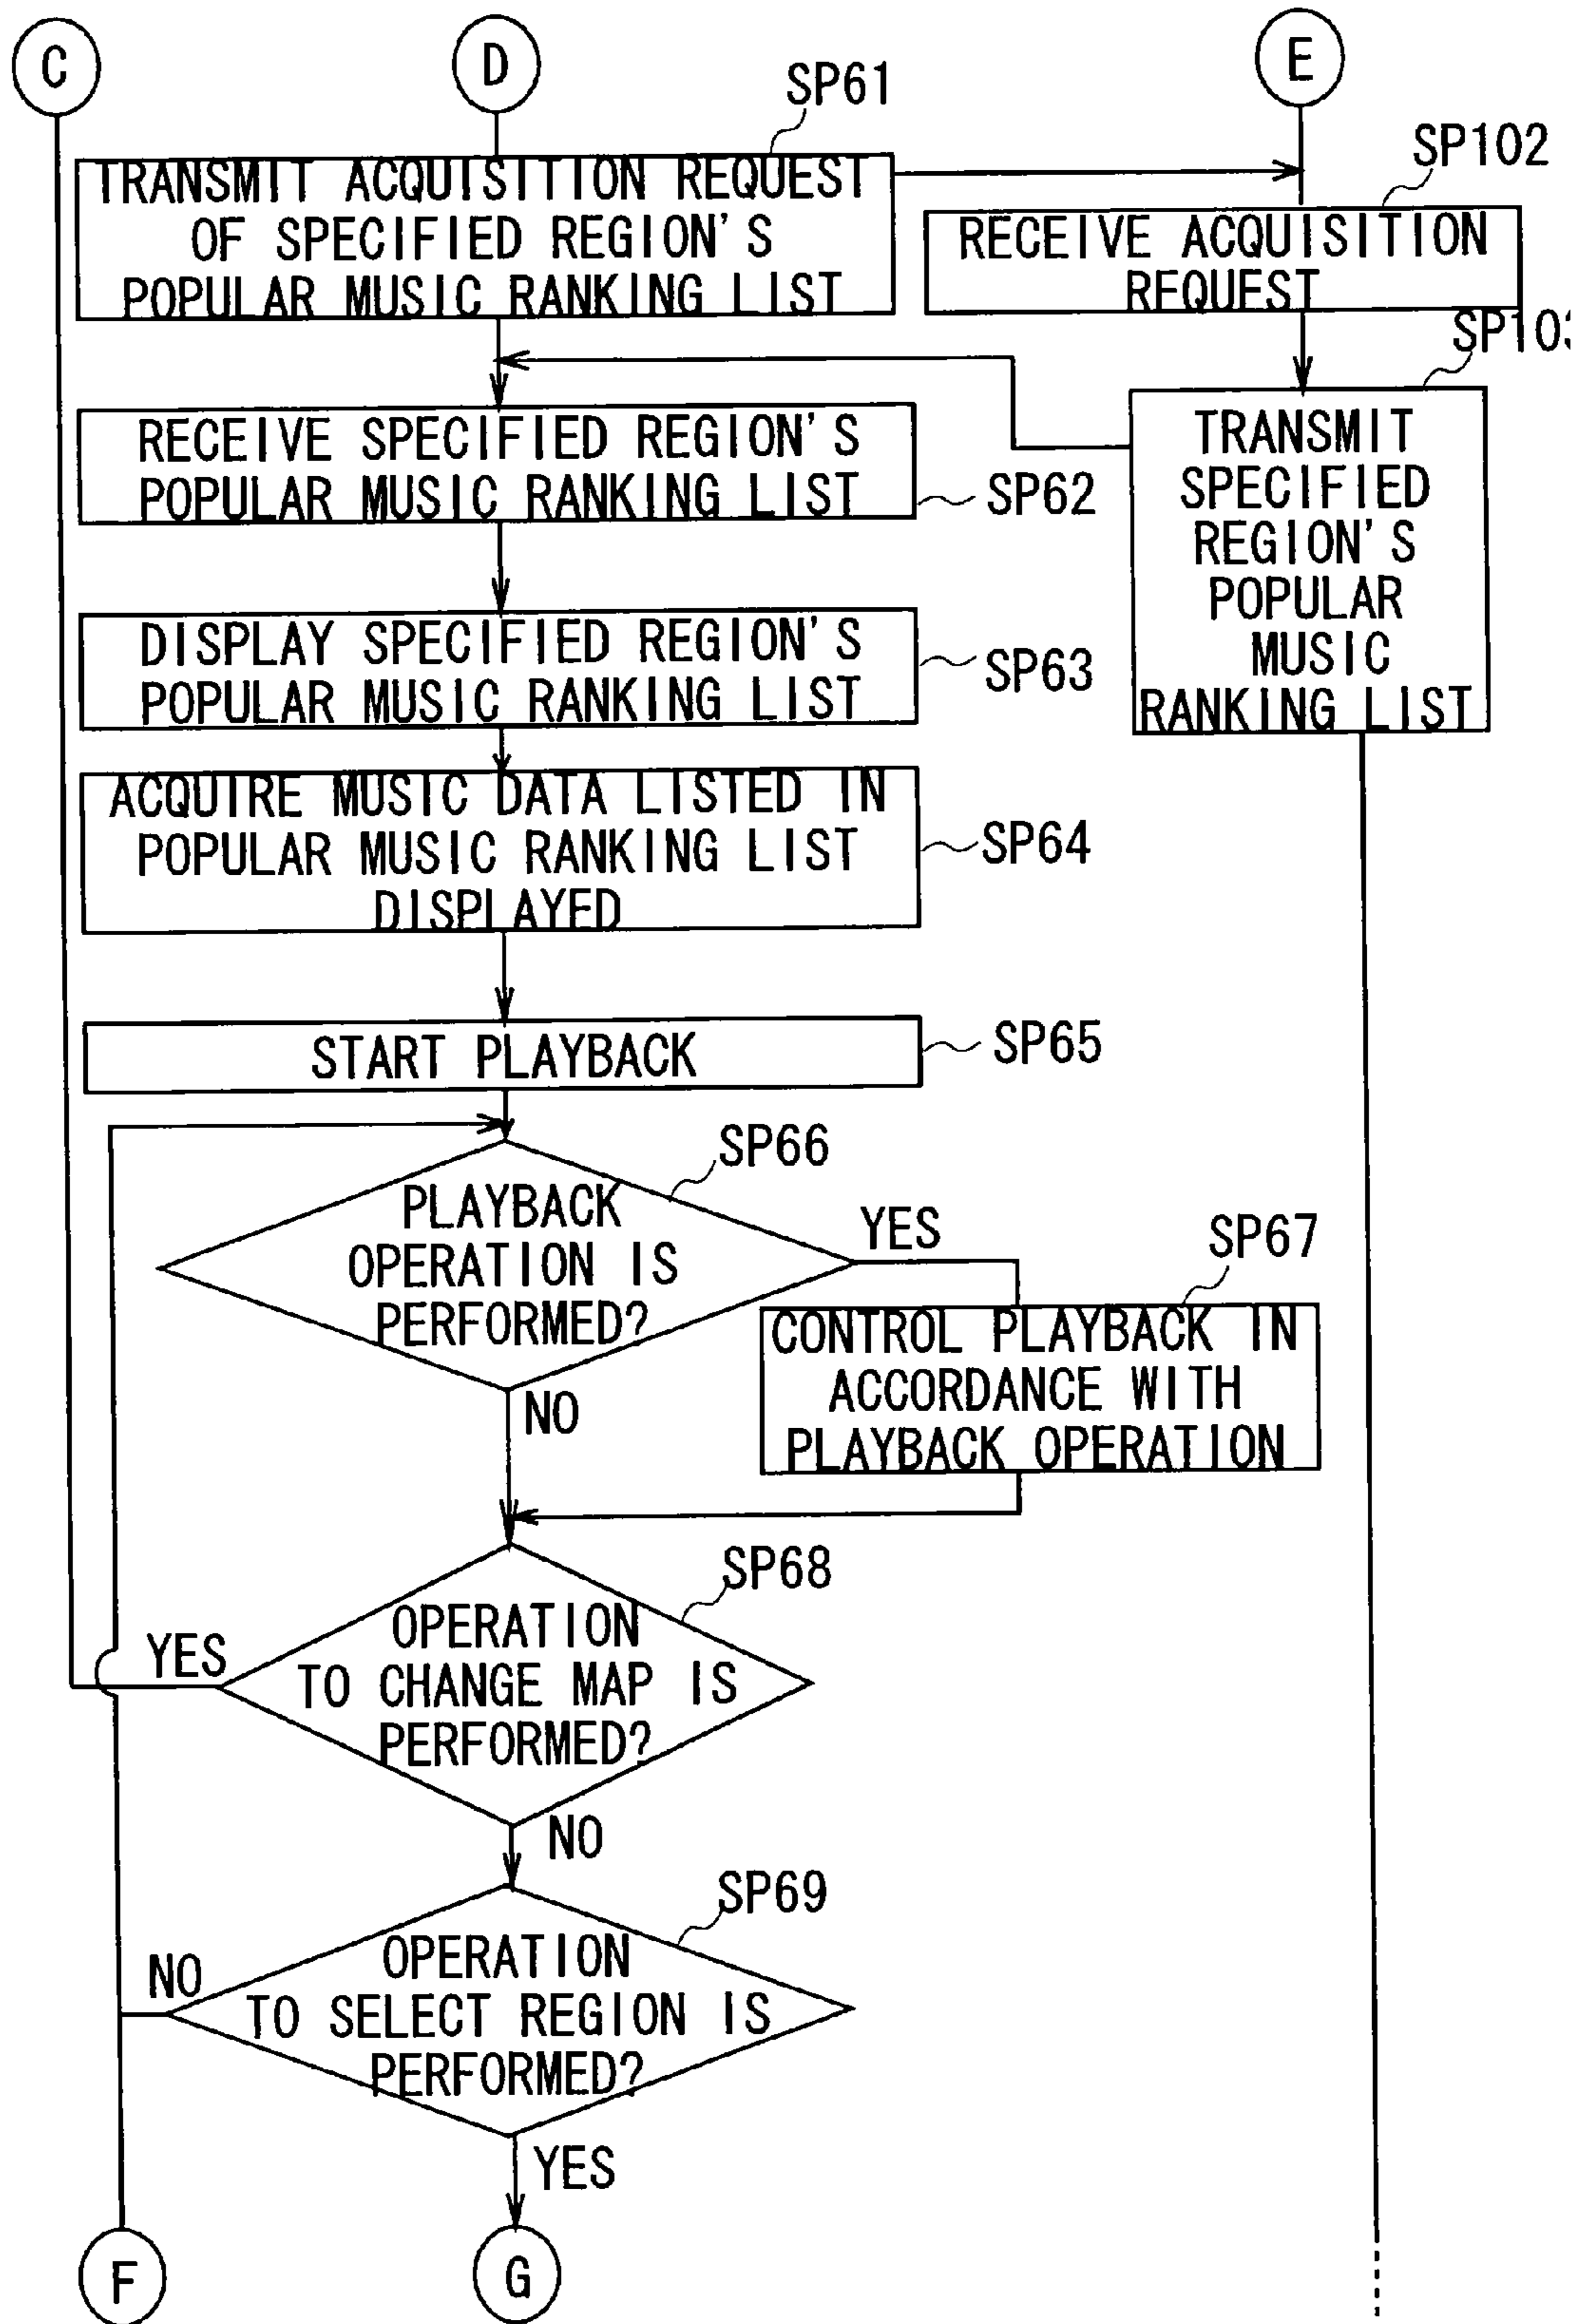 C
D
E
SP61
TRANSMIT ACQUISITION REQUEST
OF SPECIFIED REGION'S
POPULAR MUSIC RANKING LIST
SP102
RECEIVE ACQUISITION
REQUEST
RECEIVE SPECIFIED REGION'S
POPULAR MUSIC RANKING LIST
SP62
TRANSMIT
SPECIFIED
REGION'S
POPULAR
MUSIC
RANKING LIST
DISPLAY SPECIFIED REGION'S
POPULAR MUSIC RANKING LIST
SP63
ACQUIRE MUSIC DATA LISTED IN
POPULAR MUSIC RANKING LIST
DISPLAYED
SP64
START PLAYBACK
SP65
SP66
PLAYBACK
OPERATION IS
PERFORMED?
YES
NO
SP67
CONTROL PLAYBACK IN
ACCORDANCE WITH
PLAYBACK OPERATION
SP68
OPERATION
TO CHANGE MAP IS
PERFORMED?
YES
NO
SP69
OPERATION
TO SELECT REGION IS
PERFORMED?
NO
YES
F
G